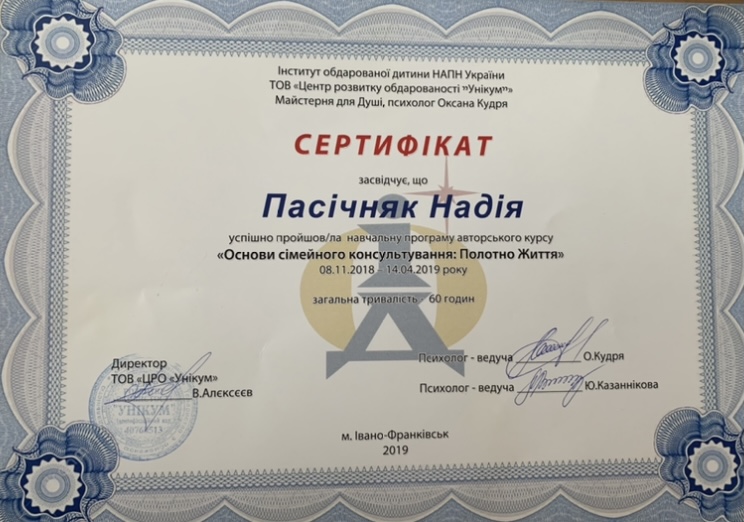 Інститут обдарованої дитини НАПН України
ТОВ «Центр розвитку обдарованості "Унікум"»
Майстерня для Душі, психолог Оксана Кудря
СЕРТИФІКАТ
засвідчує, що
Пасічняк Надія
успішно пройшов/ла навчальну програму авторського курсу
«Основи сімейного консультування: Полотно Життя»
08.11.2018 - 14.04.2019 року
загальна тривалість 60 годин
Директор
ТОВ «ЦРО «Унікум»
В.Алєксєєв
Психолог - ведуча О.Кудря
Психолог - ведуча Ю.Казаннікова
"УНІКУМ"
м. Івано-Франківськ
2019